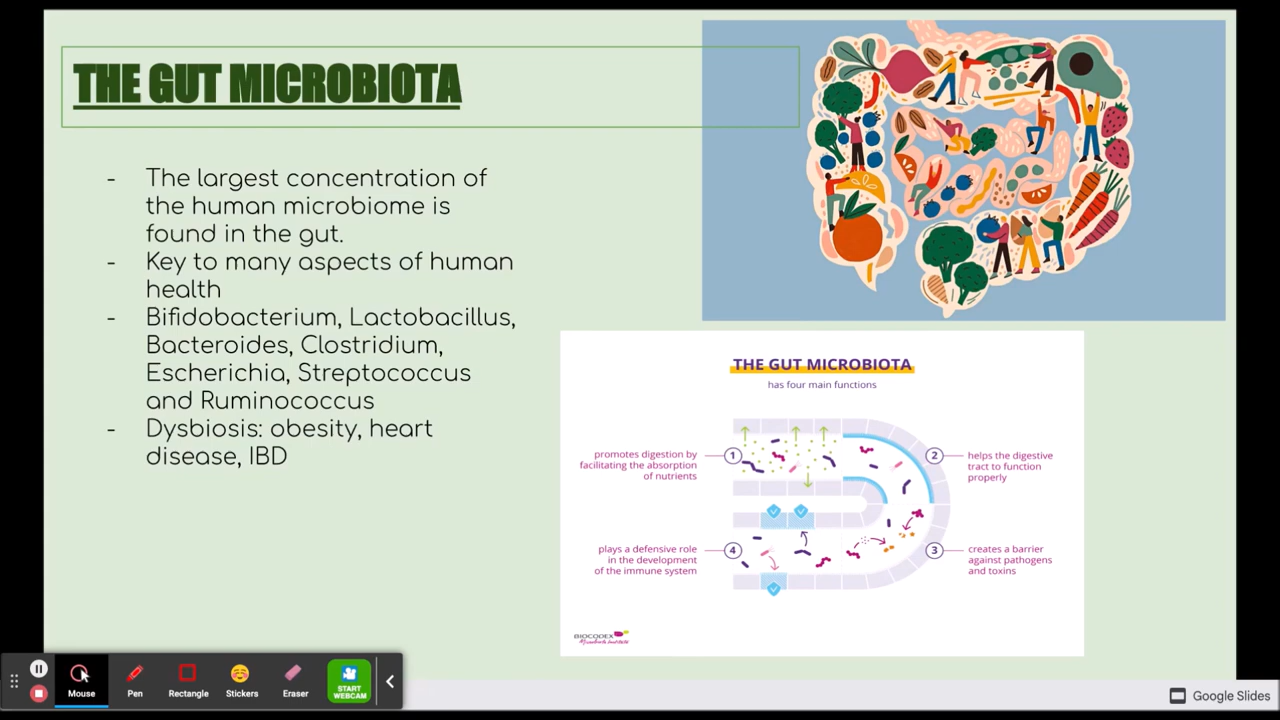 THE GUT MICROBIOTA
- The largest concentration of
the human microbiome is
found in the gut.
- Key to many aspects of human
health
- Bifidobacterium, Lactobacillus,
Bacteroides, Clostridium,
Escherichia, Streptococcus
and Ruminococcus
- Dysbiosis: obesity, heart
disease, IBD
THE GUT MICROBIOTA
has four main functions
1
promotes digestion by
facilitating the absorption
of nutrients
2
helps the digestive
tract to function
properly
4
plays a defensive role
in the development
of the immune system
3
creates a barrier
against pathogens
and toxins
BIOCODEX
Microbiota Institute
Mouse
Pen
Rectangle
Stickers
Eraser
START
WEBCAM
Google Slides